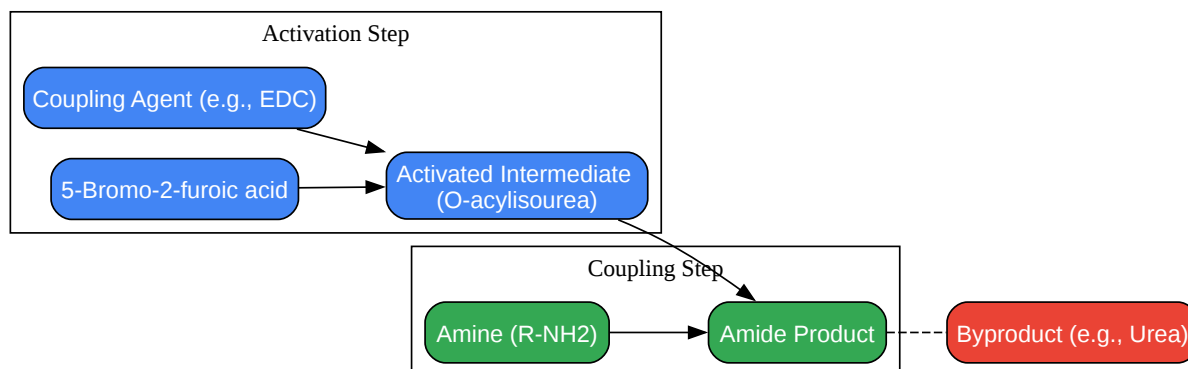 Activation Step
Coupling Agent (e.g., EDC)
5-Bromo-2-furoic acid
Activated Intermediate
(O-acylisourea)
Coupling Step
Amine (R-NH2)
Amide Product
Byproduct (e.g., Urea)